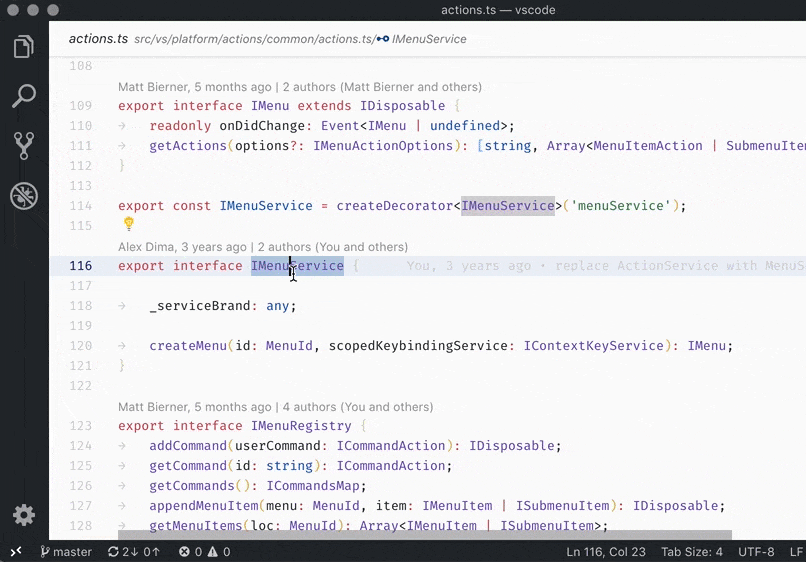 actions.ts — vscode
actions.ts src/vs/platform/actions/common/actions.ts/ IMenuService
108
Matt Bierner, 5 months ago | 2 authors (Matt Bierner and others)
109 export interface IMenu extends IDisposable {
110 → readonly onDidChange: Event<IMenu | undefined>;
111 → getActions(options?: IMenuActionOptions): [string, Array<MenuItemAction | SubmenuIte
112 }
113
114 export const IMenuService = createDecorator<IMenuService>('menuService');
115
Alex Dima, 3 years ago | 2 authors (You and others)
116 export interface IMenuService { You, 3 years ago • replace ActionService with MenuS
117
118 → _serviceBrand: any;
119
120 → createMenu(id: MenuId, scopedKeybindingService: IContextKeyService): IMenu;
121 }
122
Matt Bierner, 5 months ago | 4 authors (You and others)
123 export interface IMenuRegistry {
124 → addCommand(userCommand: ICommandAction): IDisposable;
125 → getCommand(id: string): ICommandAction;
126 → getCommands(): ICommandsMap;
127 → appendMenuItem(menu: MenuId, item: IMenuItem | ISubmenuItem): IDisposable;
128 → getMenuItems(loc: MenuId): Array<IMenuItem | ISubmenuItem>;
master 2↓ 0↑ 0 0 Ln 116, Col 23 Tab Size: 4 UTF-8 LF